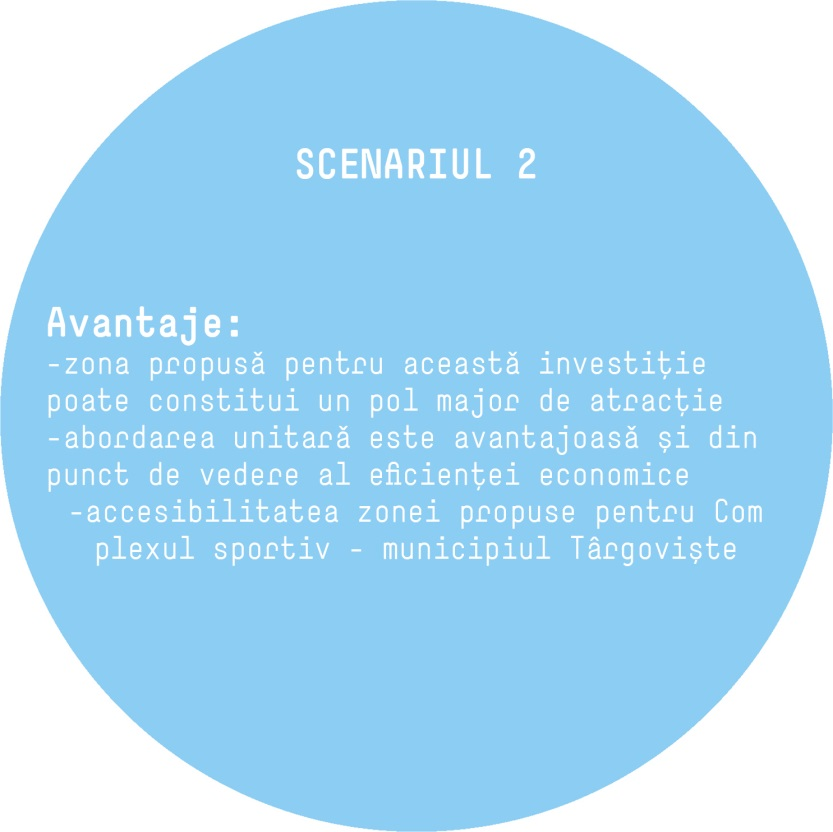 SCENARIUL 2
Avantaje:
-zona propusă pentru această investiție
poate constitui un pol major de atracție
-abordarea unitară este avantajoasă și din
punct de vedere al eficienței economice
-accesibilitatea zonei propuse pentru Com
plexul sportiv - municipiul Târgoviște